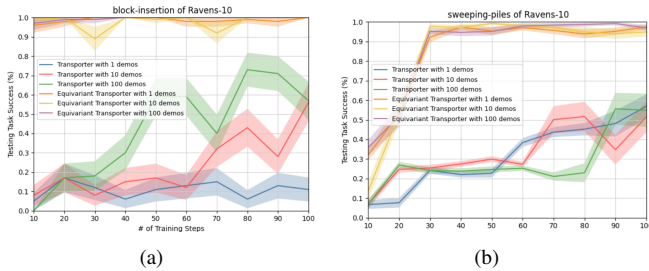 block-insertion of Ravens-10
1.0
0.9
0.8
0.7
0.6
0.5
0.4
0.3
0.2
0.1
0.0
Testing Task Success (%)
Transporter with 1 demos
Transporter with 10 demos
Transporter with 100 demos
Equivariant Transporter with 1 demos
Equivariant Transporter with 10 demos
Equivariant Transporter with 100 demos
10 20 30 40 50 60 70 80 90 100
# of Training Steps
(a)
sweeping-piles of Ravens-10
1.0
0.9
0.8
0.7
0.6
0.5
0.4
0.3
0.2
0.1
0.0
Testing Task Success (%)
Transporter with 1 demos
Transporter with 10 demos
Transporter with 100 demos
Equivariant Transporter with 1 demos
Equivariant Transporter with 10 demos
Equivariant Transporter with 100 demos
10 20 30 40 50 60 70 80 90 100
(b)